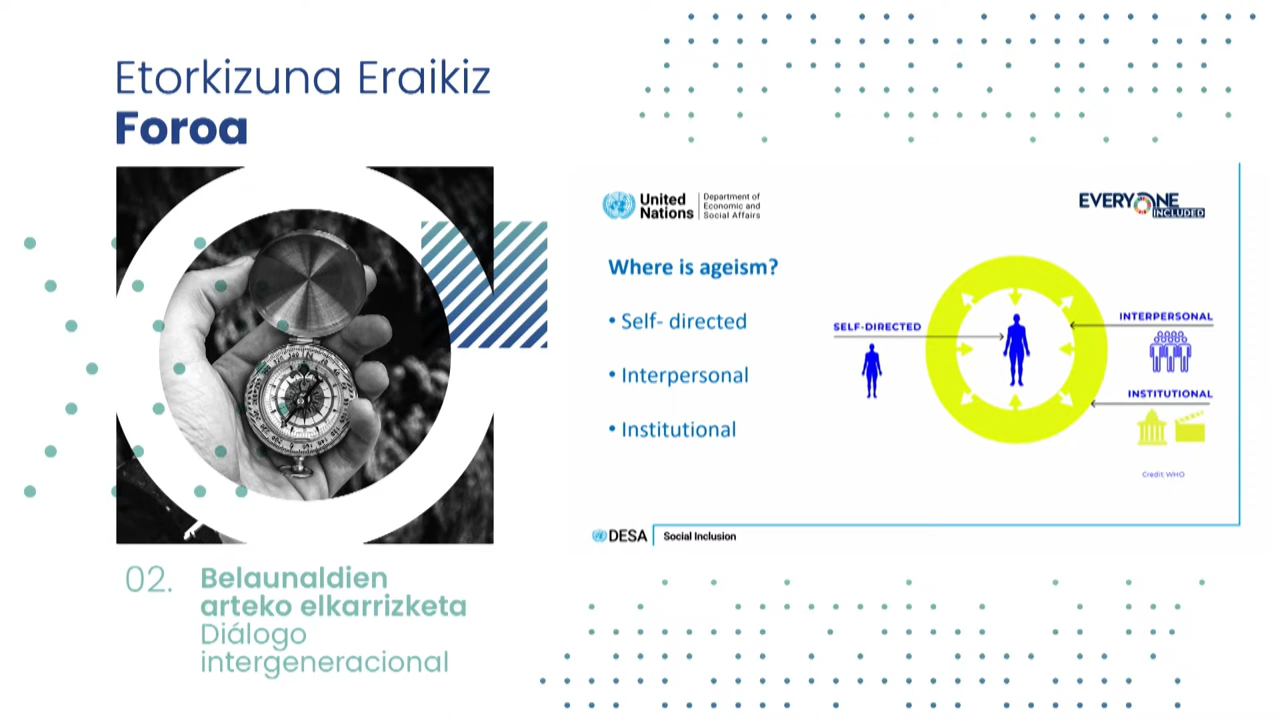 Etorkizuna Eraikiz
Foroa
02.
Belaunaldien
arteko elkarrizketa
Diálogo
intergeneracional
United
Nations
Department of
Economic and
Social Affairs
EVERYONE
INCLUDED
Where is ageism?
• Self- directed
• Interpersonal
• Institutional
SELF-DIRECTED
INTERPERSONAL
INSTITUTIONAL
Credit: WHO
DESA
Social Inclusion